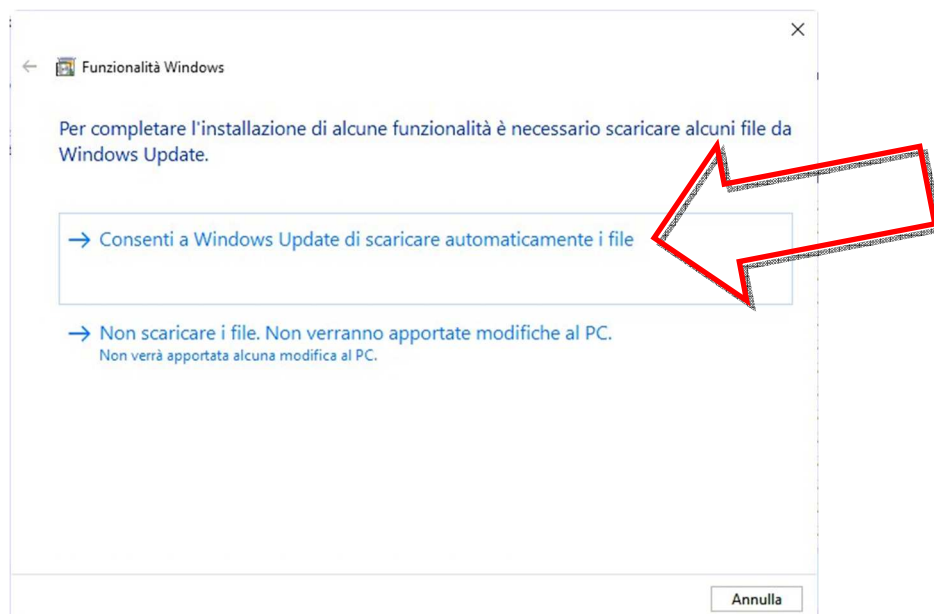 Funzionalità Windows
Per completare l'installazione di alcune funzionalità è necessario scaricare alcuni file da
Windows Update.
Consenti a Windows Update di scaricare automaticamente i file
Non scaricare i file. Non verranno apportate modifiche al PC.
Non verrà apportata alcuna modifica al PC.
Annulla